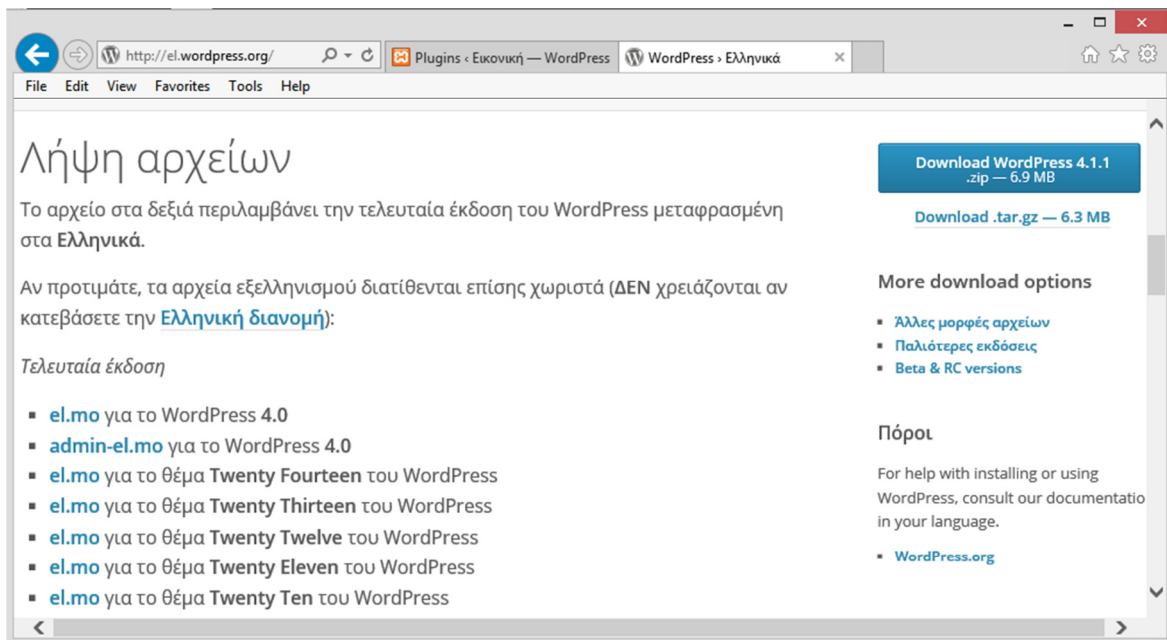 http://el.wordpress.org/
Plugins ‹ Εικονική — WordPress
WordPress › Ελληνικά
File Edit View Favorites Tools Help
Λήψη αρχείων
Το αρχείο στα δεξιά περιλαμβάνει την τελευταία έκδοση του WordPress μεταφρασμένη
στα Ελληνικά.
Αν προτιμάτε, τα αρχεία εξελληνισμού διατίθενται επίσης χωριστά (ΔΕΝ χρειάζονται αν
κατεβάσετε την Ελληνική διανομή):
Τελευταία έκδοση
el.mo για το WordPress 4.0
admin-el.mo για το WordPress 4.0
el.mo για το θέμα Twenty Fourteen του WordPress
el.mo για το θέμα Twenty Thirteen του WordPress
el.mo για το θέμα Twenty Twelve του WordPress
el.mo για το θέμα Twenty Eleven του WordPress
el.mo για το θέμα Twenty Ten του WordPress
Download WordPress 4.1.1
.zip — 6.9 MB
Download .tar.gz — 6.3 MB
More download options
Άλλες μορφές αρχείων
Παλιότερες εκδόσεις
Beta & RC versions
Πόροι
For help with installing or using
WordPress, consult our documentatio
in your language.
WordPress.org